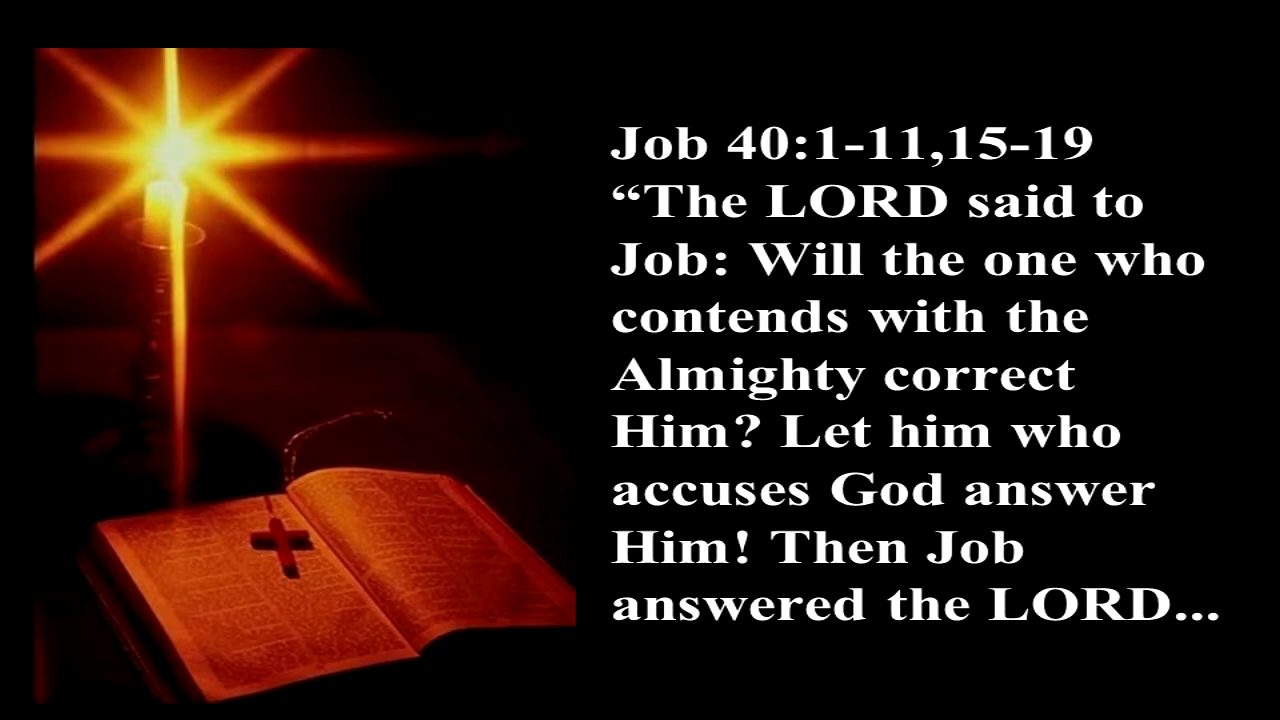 Job 40:1-11,15-19
“The LORD said to
Job: Will the one who
contends with the
Almighty correct
Him? Let him who
accuses God answer
Him! Then Job
answered the LORD...